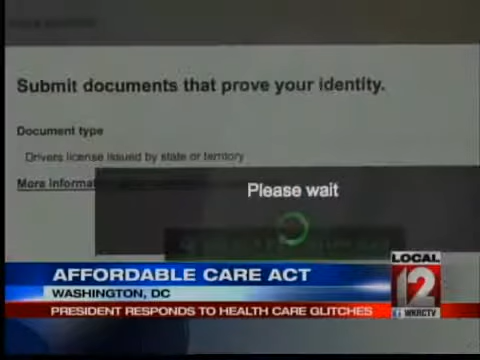 Submit documents that prove your identity.
Document type
Drivers license issued by state or territory
More Informat
Please wait
AFFORDABLE CARE ACT
WASHINGTON, DC
PRESIDENT RESPONDS TO HEALTH CARE GLITCHES
LOCAL
12
WKRCTV